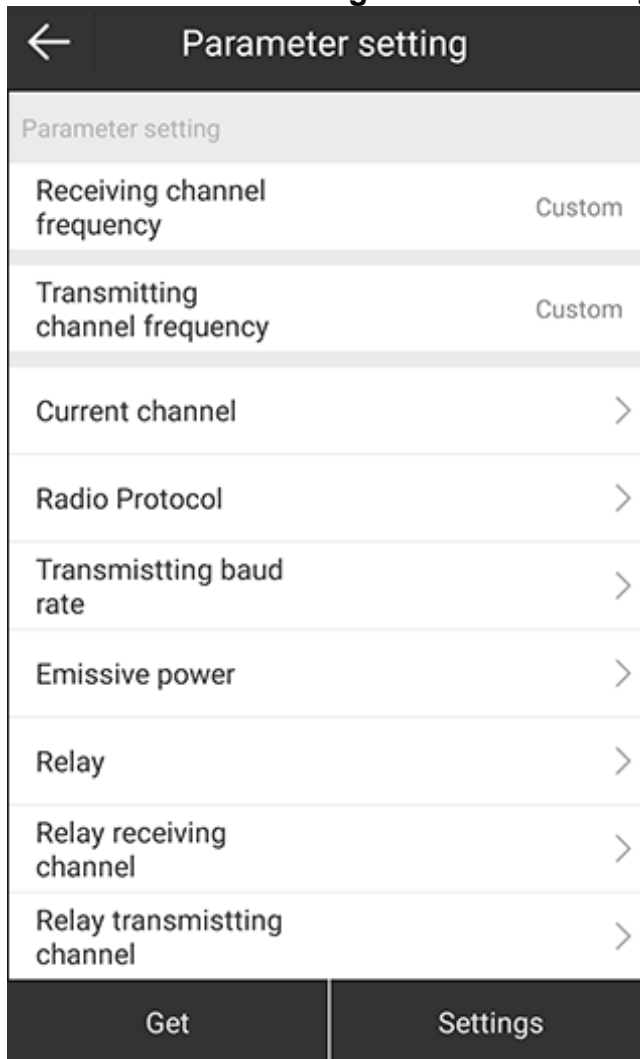 Parameter setting
Parameter setting
Receiving channel
frequency
Custom
Transmitting
channel frequency
Custom
Current channel
Radio Protocol
Transmistting baud
rate
Emissive power
Relay
Relay receiving
channel
Relay transmistting
channel
Get
Settings